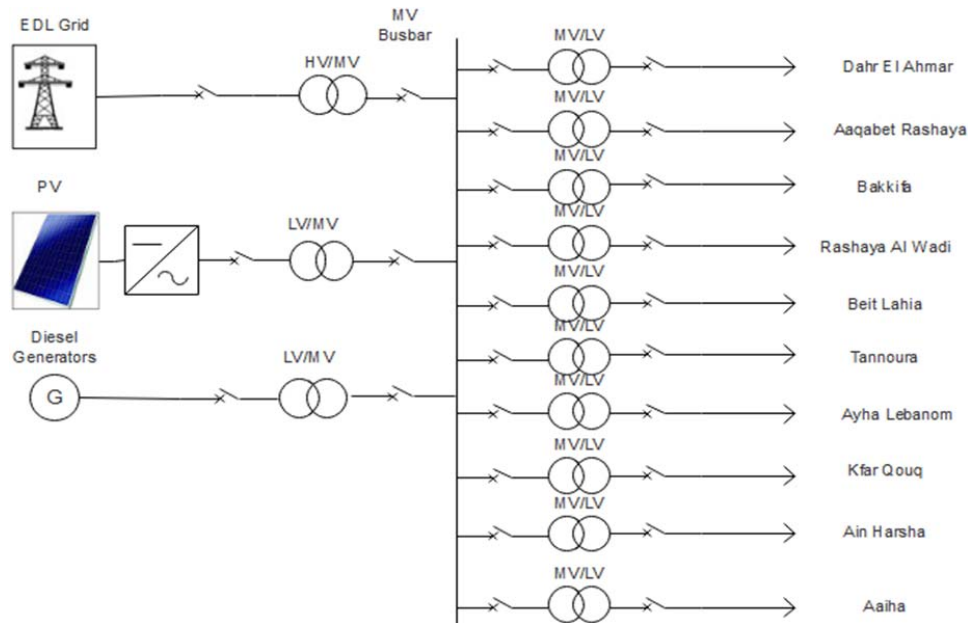 EDL Grid
MV
Busbar
HV/MV
PV
LV/MV
Diesel
Generators
G
LV/MV
MV/LV
Dahr El Ahmar
MV/LV
Aaqabet Rashaya
MV/LV
Bakkifa
MV/LV
Rashaya Al Wadi
MV/LV
Beit Lahia
MV/LV
Tannoura
MV/LV
Ayha Lebanom
MV/LV
Kfar Qouq
MV/LV
Ain Harsha
MV/LV
Aaiha